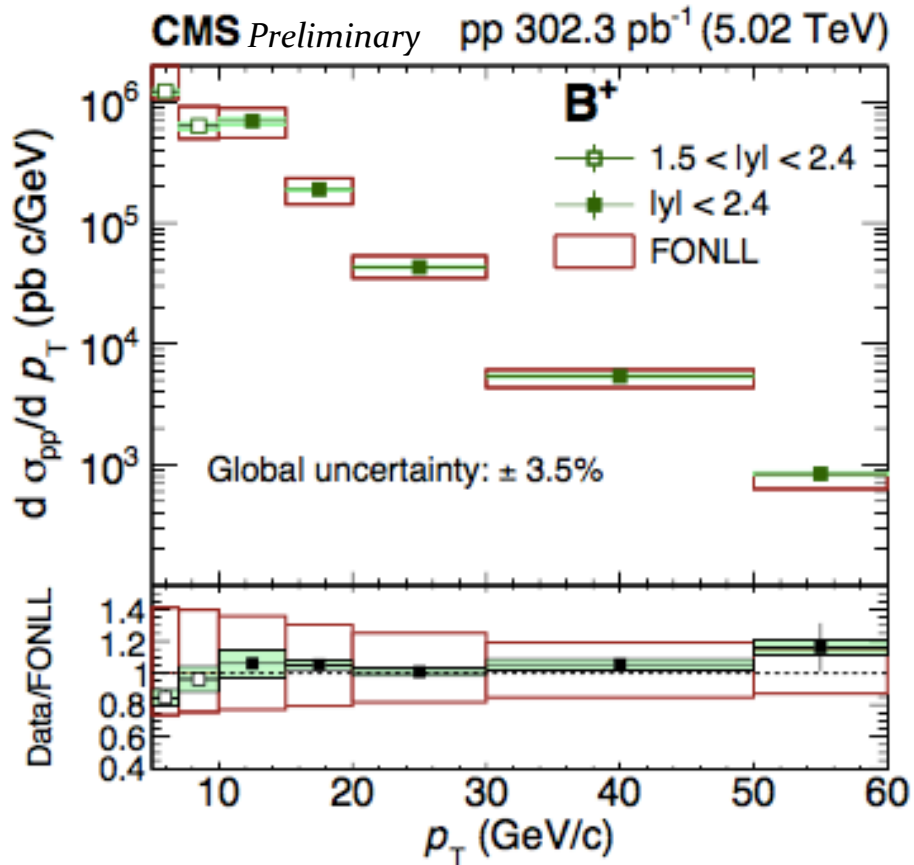 CMS Preliminary pp 302.3 pb⁻¹ (5.02 TeV)
B⁺
1.5 < |y| < 2.4
|y| < 2.4
FONLL
d σpp/d pT (pb c/GeV)
10⁶
10⁵
10⁴
10³
Global uncertainty: ± 3.5%
Data/FONLL
1.4
1.2
1
0.8
0.6
0.4
10 20 30 40 50 60
pT (GeV/c)